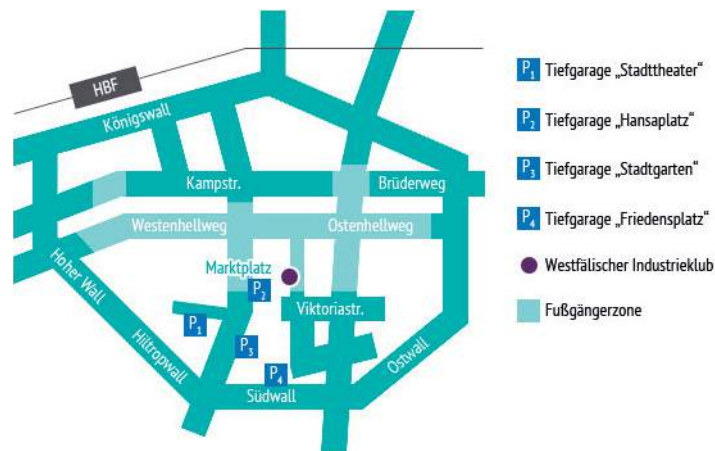 HBF
Königswall
Kampstr.
Brüderweg
Westenhellweg
Ostenhellweg
Marktplatz
P2
Hoher Wall
Viktoriastr.
P1
P3
Hiltropwall
P4
Ostwall
Südwall
P1 Tiefgarage „Stadttheater“
P2 Tiefgarage „Hansaplatz“
P3 Tiefgarage „Stadtgarten“
P4 Tiefgarage „Friedensplatz“
Westfälischer Industrieklub
Fußgängerzone